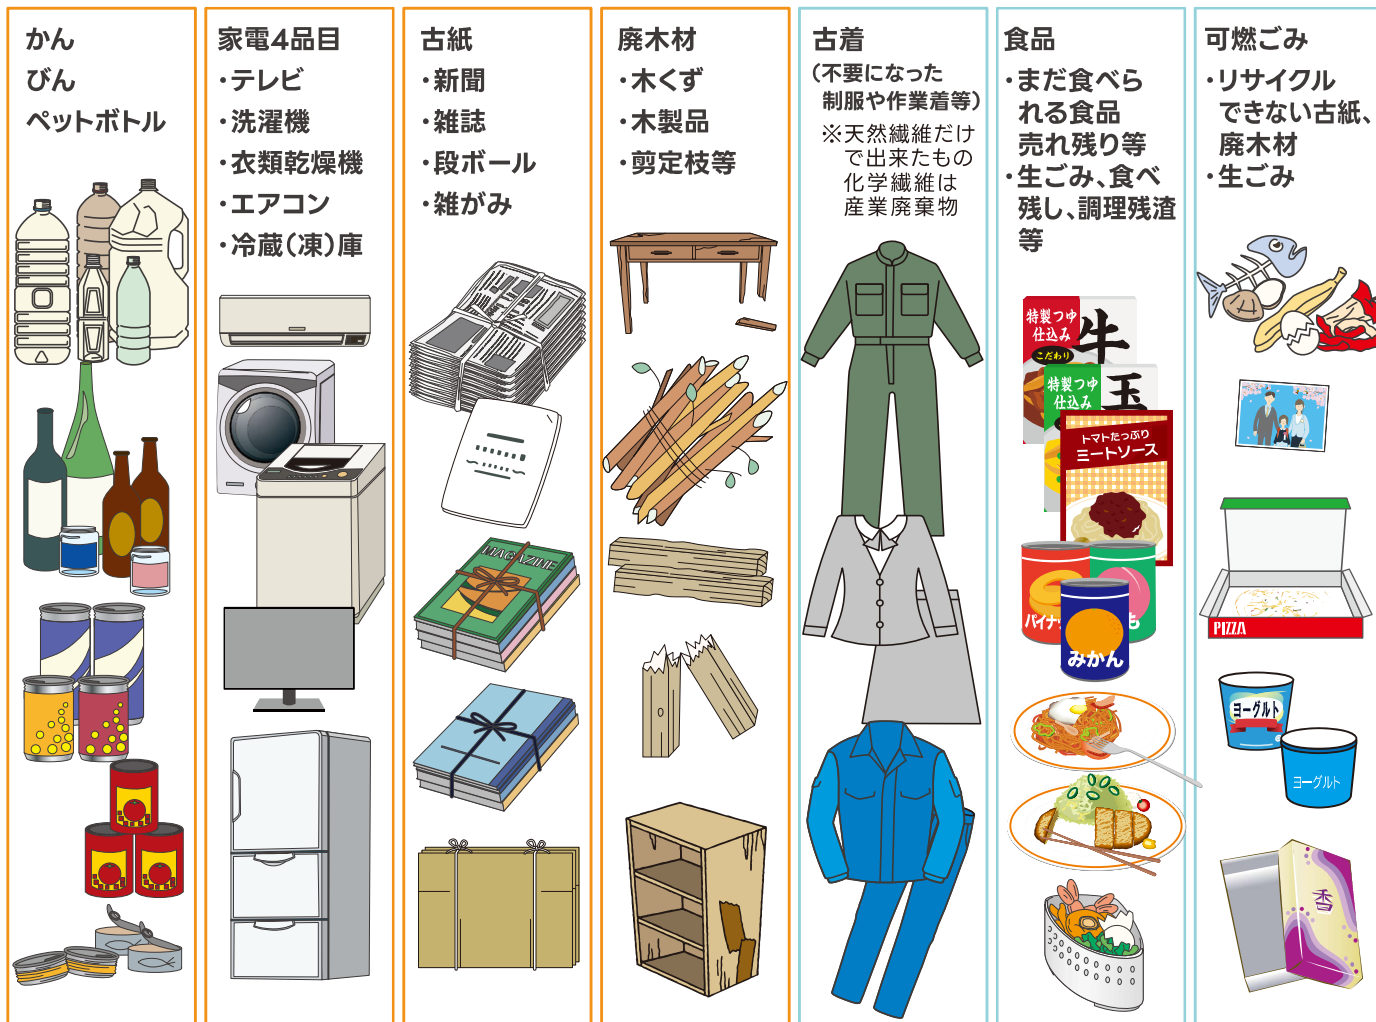 かん
びん
ペットボトル
家電4品目
・テレビ
・洗濯機
・衣類乾燥機
・エアコン
・冷蔵(凍)庫
古紙
・新聞
・雑誌
・段ボール
・雑がみ
MAGAZINE
廃木材
・木くず
・木製品
・剪定枝等
古着
(不要になった
制服や作業着等)
※天然繊維だけ
で出来たもの
化学繊維は
産業廃棄物
食品
・まだ食べら
れる食品
売れ残り等
・生ごみ、食べ
残し、調理残渣
等
特製つゆ
仕込み
こだわり
牛
特製つゆ
仕込み
玉
トマトたっぷり
ミートソース
パイナッ
も
みかん
可燃ごみ
・リサイクル
できない古紙、
廃木材
・生ごみ
PIZZA
ヨーグルト
ヨーグルト
香